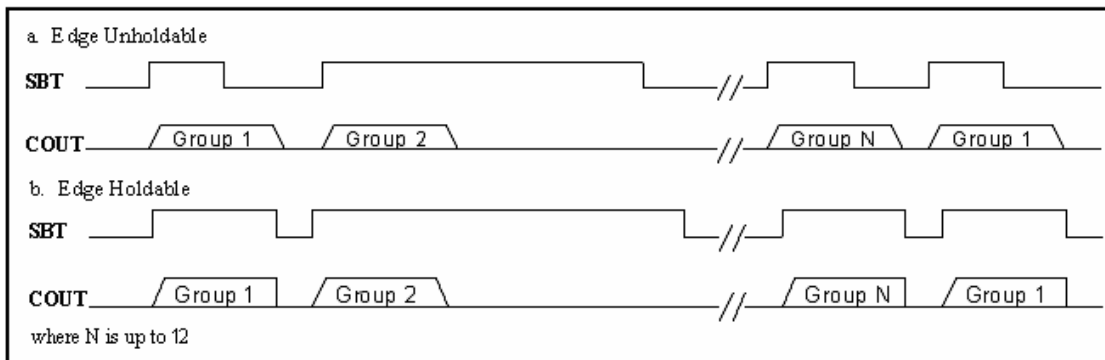 a. Edge Unholdable
SBT
COUT Group 1 Group 2 // Group N Group 1
b. Edge Holdable
SBT
COUT Group 1 Group 2 // Group N Group 1
where N is up to 12